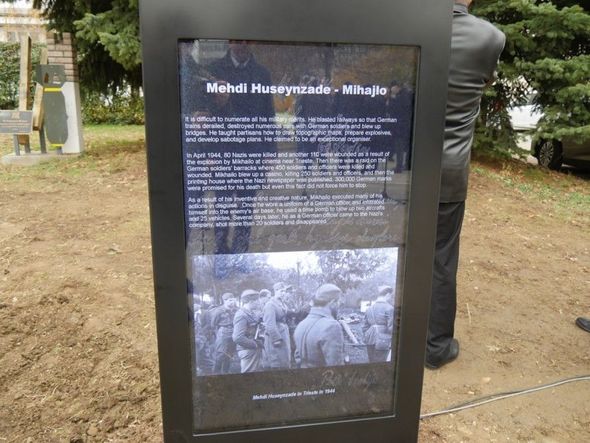 Mehdi Huseynzade - Mihajlo
It is difficult to numerate all his military merits. He blasted railways so that German
trains derailed, destroyed numerous tanks with German soldiers and blew up
bridges. He taught partisans how to draw topographic maps, prepare explosives,
and develop sabotage plans. He claimed to be an exceptional organiser.
In April 1944, 80 Nazis were killed and another 110 were wounded as a result of
the explosion by Mikhailo at cinema near Trieste. Then there was a raid on the
German soldiers' barracks where 450 soldiers and officers were killed and
wounded. Mikhailo blew up a casino, killing 250 soldiers and officers, and then the
printing house where the Nazi newspaper was published. 300,000 German marks
were promised for his death but even this fact did not force him to stop.
As a result of his inventive and creative nature, Mikhailo executed many of his
actions in disguise. Once he wore a uniform of a German officer and infiltrated
himself into the enemy's air base; he used a time pomp to blow up two aircrafts
and 25 vehicles. Several days later, he as a German officer came to the Nazi's
company, shot more than 20 soldiers and disappeared.
Mehdi Huseynzade in Trieste in 1944